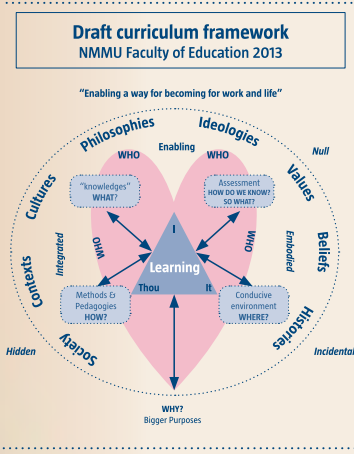 Draft curriculum framework
NMMU Faculty of Education 2013
“Enabling a way for becoming for work and life”
Philosophies
Ideologies
Enabling
WHO
WHO
Null
Cultures
Values
“knowledges”
WHAT?
Assessment
HOW DO WE KNOW?
SO WHAT?
I
Integrated
WHO
WHO
Embodied
Beliefs
Learning
Contexts
Thou
It
Methods &
Pedagogies
HOW?
Conducive
environment
WHERE?
Histories
Society
Hidden
Incidental
WHY?
Bigger Purposes